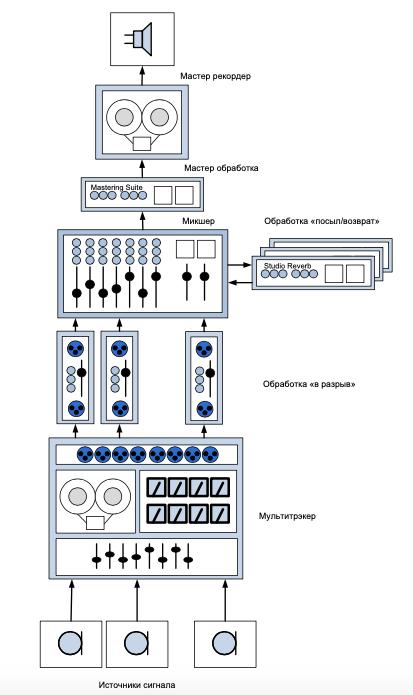 Мастер рекордер
Мастер обработка
Mastering Suite
Микшер
Обработка «посыл/возврат»
Studio Reverb
Обработка «в разрыв»
Мультитрэкер
Источники сигнала